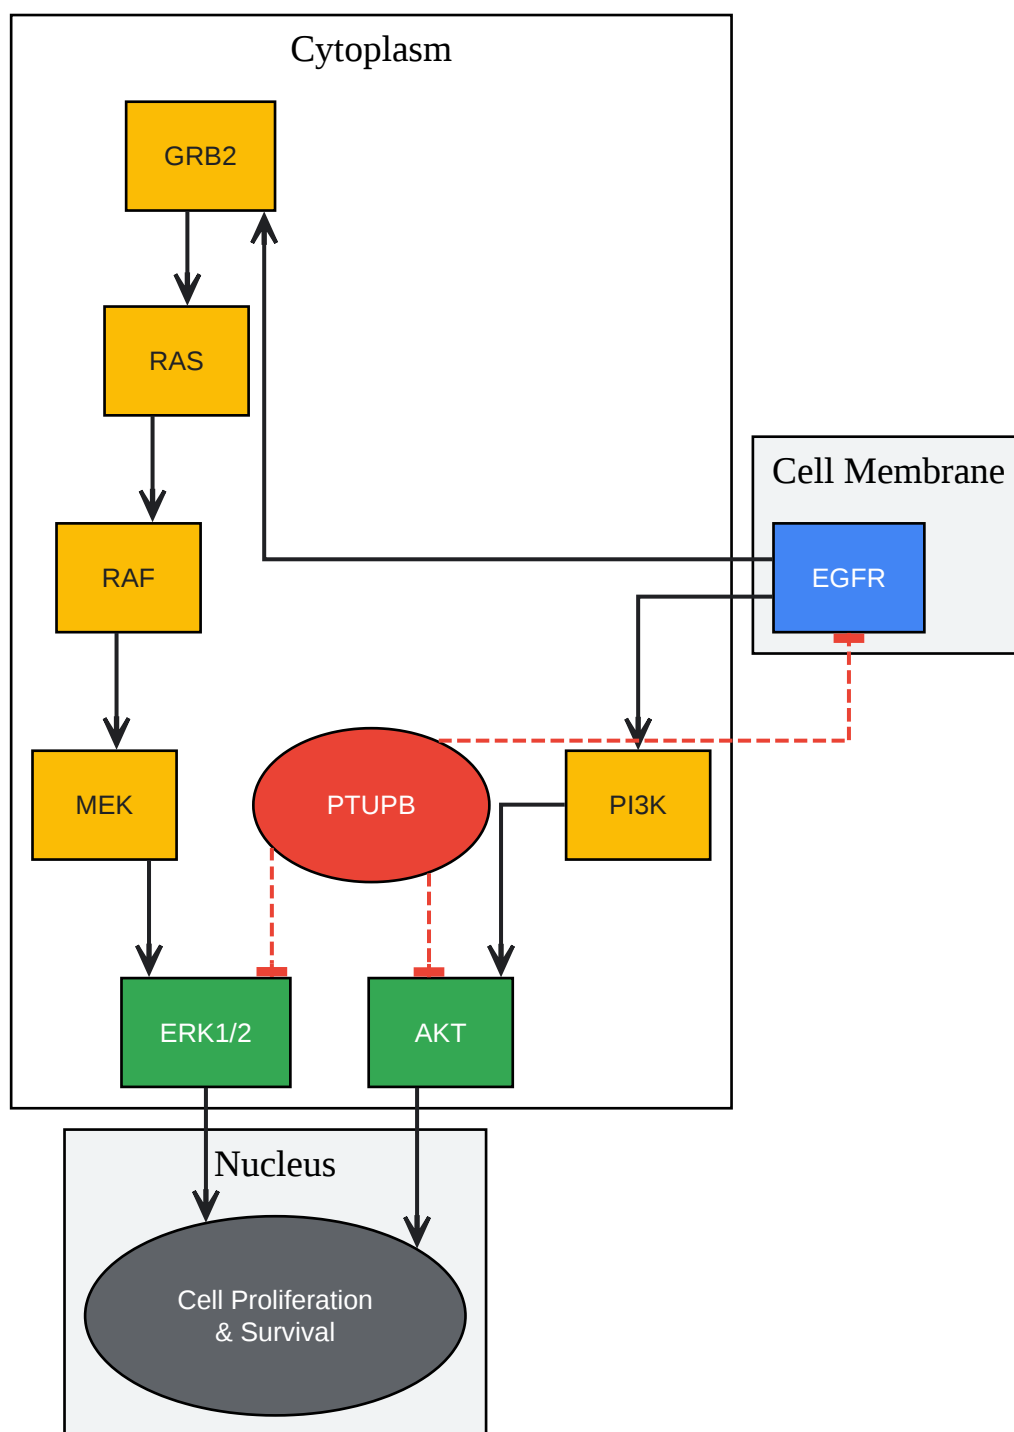 Cytoplasm
GRB2
RAS
Cell Membrane
RAF
EGFR
MEK
PTUPB
PI3K
ERK1/2
AKT
Nucleus
Cell Proliferation
& Survival